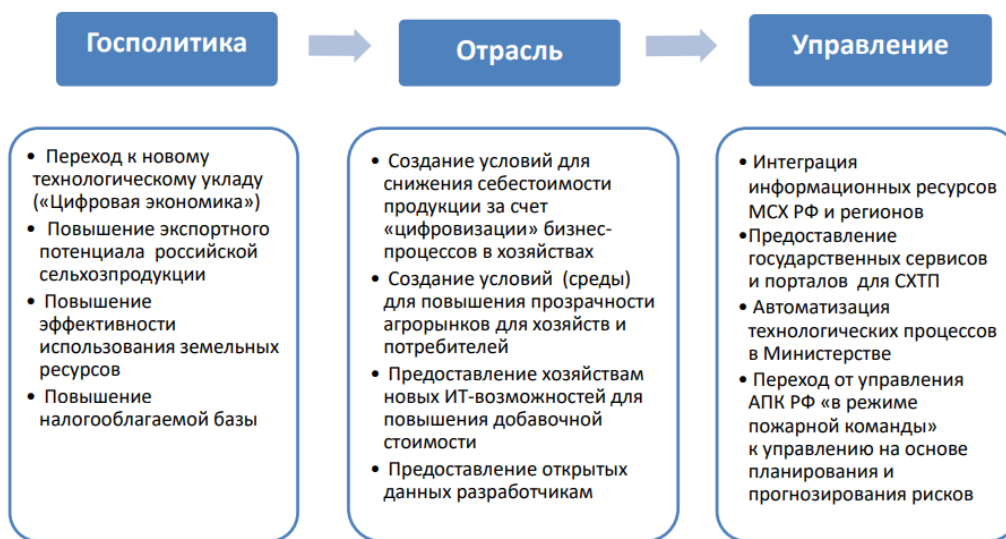 Госполитика
Отрасль
Управление
• Переход к новому
технологическому укладу
(«Цифровая экономика»)
• Повышение экспортного
потенциала российской
сельхозпродукции
• Повышение
эффективности
использования земельных
ресурсов
• Повышение
налогооблагаемой базы
• Создание условий для
снижения себестоимости
продукции за счет
«цифровизации» бизнес-
процессов в хозяйствах
• Создание условий (среды)
для повышения прозрачности
агрорынков для хозяйств и
потребителей
• Предоставление хозяйствам
новых ИТ-возможностей для
повышения добавочной
стоимости
• Предоставление открытых
данных разработчикам
• Интеграция
информационных ресурсов
МСХ РФ и регионов
•Предоставление
государственных сервисов
и порталов для СХТП
• Автоматизация
технологических процессов
в Министерстве
• Переход от управления
АПК РФ «в режиме
пожарной команды»
к управлению на основе
планирования и
прогнозирования рисков